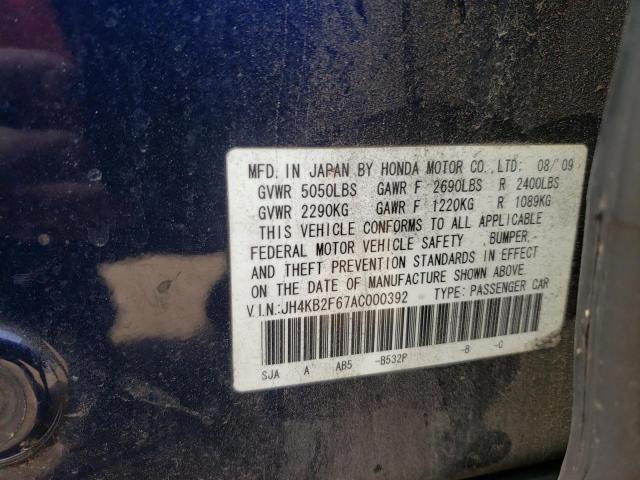 MFD. IN JAPAN BY HONDA MOTOR CO., LTD. 08/09
GVWR 5050LBS GAWR F 2690LBS R 2400LBS
GVWR 2290KG GAWR F 1220KG R 1089KG
THIS VEHICLE CONFORMS TO ALL APPLICABLE
FEDERAL MOTOR VEHICLE SAFETY , BUMPER,
AND THEFT PREVENTION STANDARDS IN EFFECT
ON THE DATE OF MANUFACTURE SHOWN ABOVE.
V.I.N.:JH4KB2F67AC000392 TYPE: PASSENGER CAR
SJA A AB5 -B532P -B -C